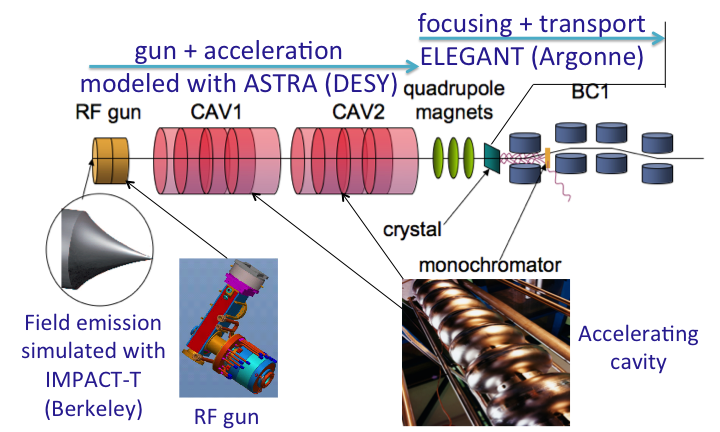 focusing + transport
ELEGANT (Argonne)
gun + acceleration
modeled with ASTRA (DESY)
quadrupole
magnets
BC1
RF gun
CAV1
CAV2
crystal
monochromator
Field emission
simulated with
IMPACT-T
(Berkeley)
RF gun
Accelerating
cavity